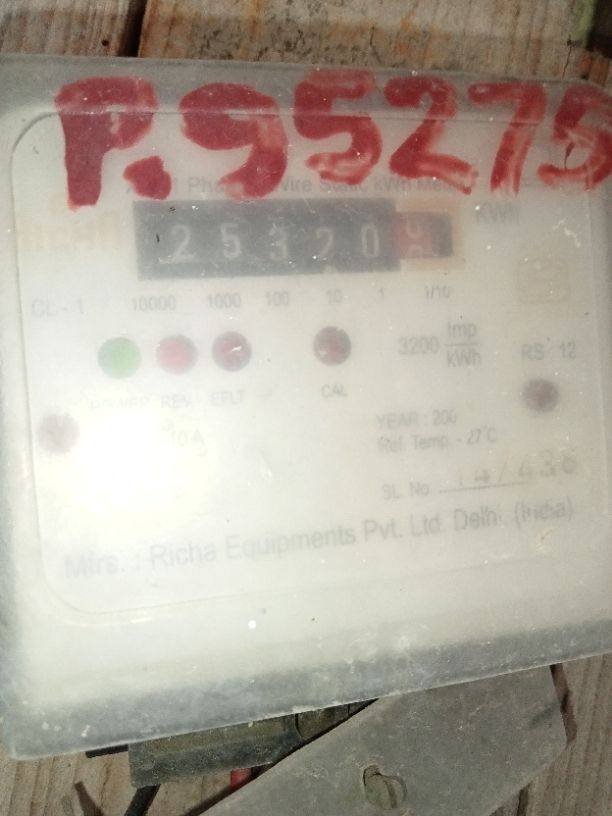 P.95275
Wire Static kWh
25320
KWh
CL - 1 10000 1000 100 10 1 1/10
3200 Imp/kWh
RS 12
REV EFLT CAL
10 A
YEAR : 200
Ref. Temp. - 27°C
SL. No
Mfrs. : Richa Equipments Pvt. Ltd. Delhi. (India)